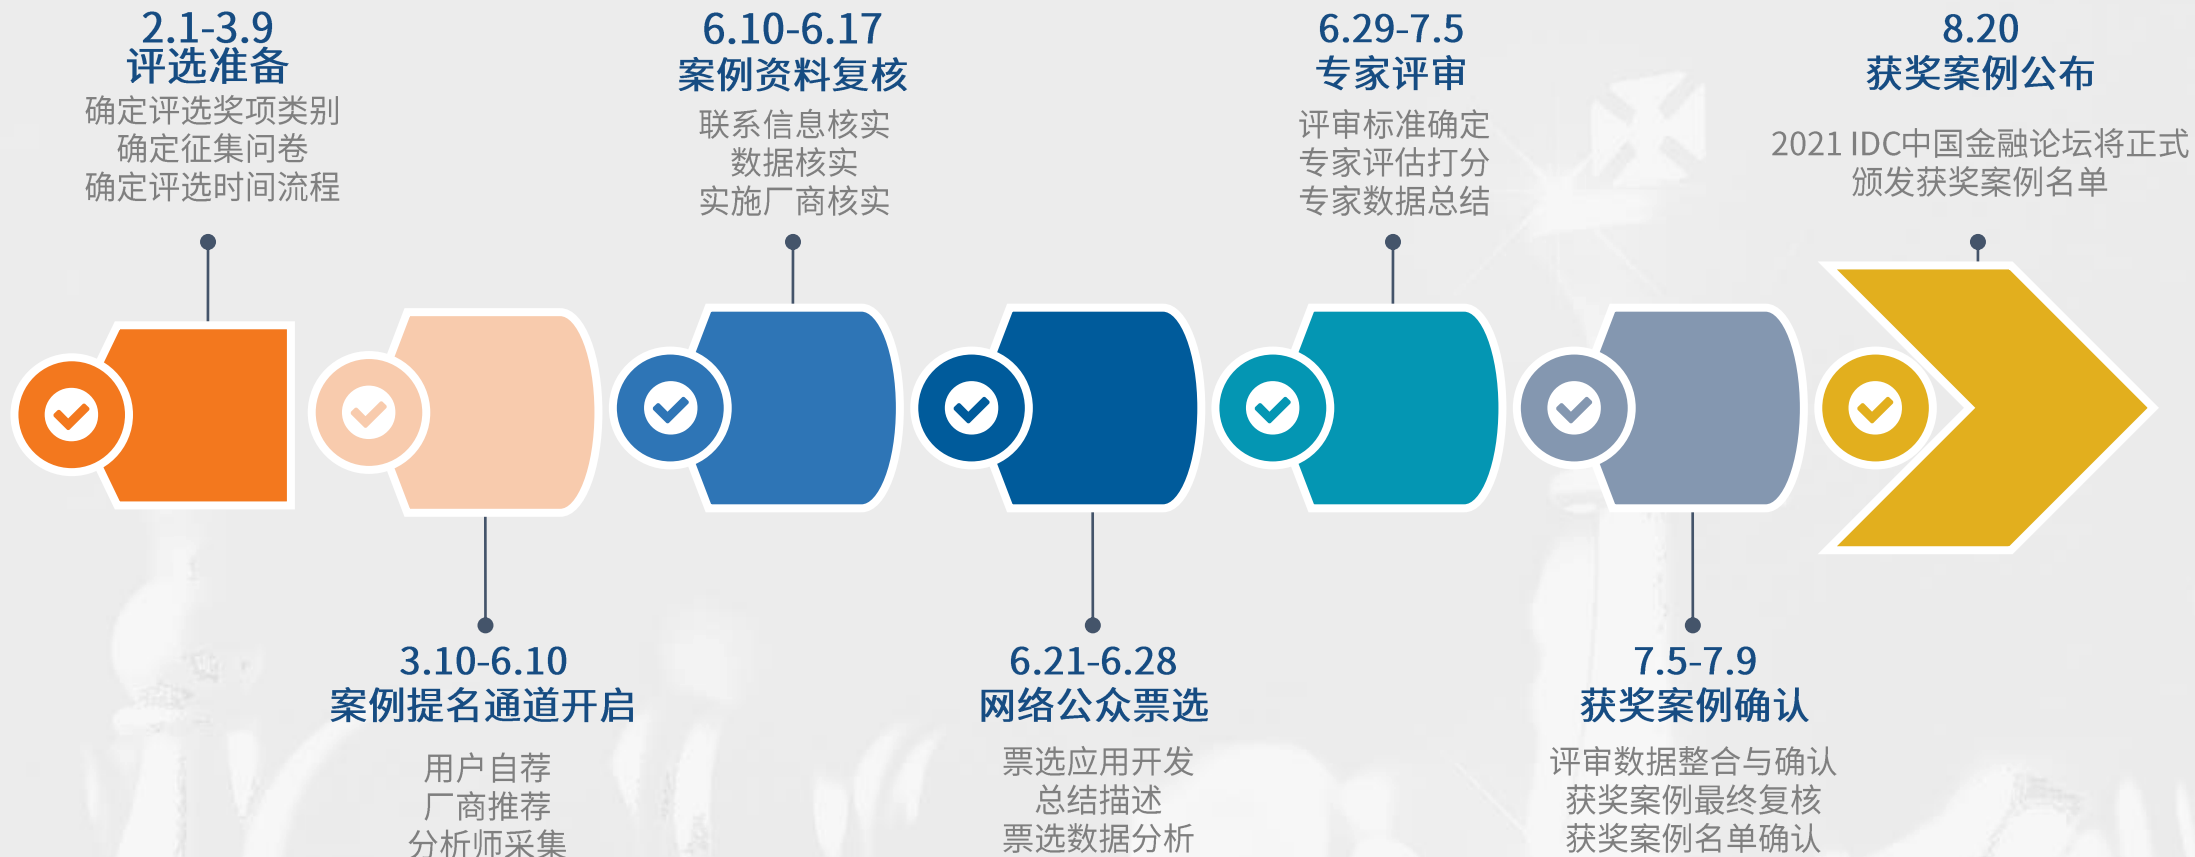 2.1-3.9
评选准备
确定评选奖项类别
确定征集问卷
确定评选时间流程
3.10-6.10
案例提名通道开启
用户自荐
厂商推荐
分析师采集
6.10-6.17
案例资料复核
联系信息核实
数据核实
实施厂商核实
6.21-6.28
网络公众票选
票选应用开发
总结描述
票选数据分析
6.29-7.5
专家评审
评审标准确定
专家评估打分
专家数据总结
7.5-7.9
获奖案例确认
评审数据整合与确认
获奖案例最终复核
获奖案例名单确认
8.20
获奖案例公布
2021 IDC中国金融论坛将正式
颁发获奖案例名单